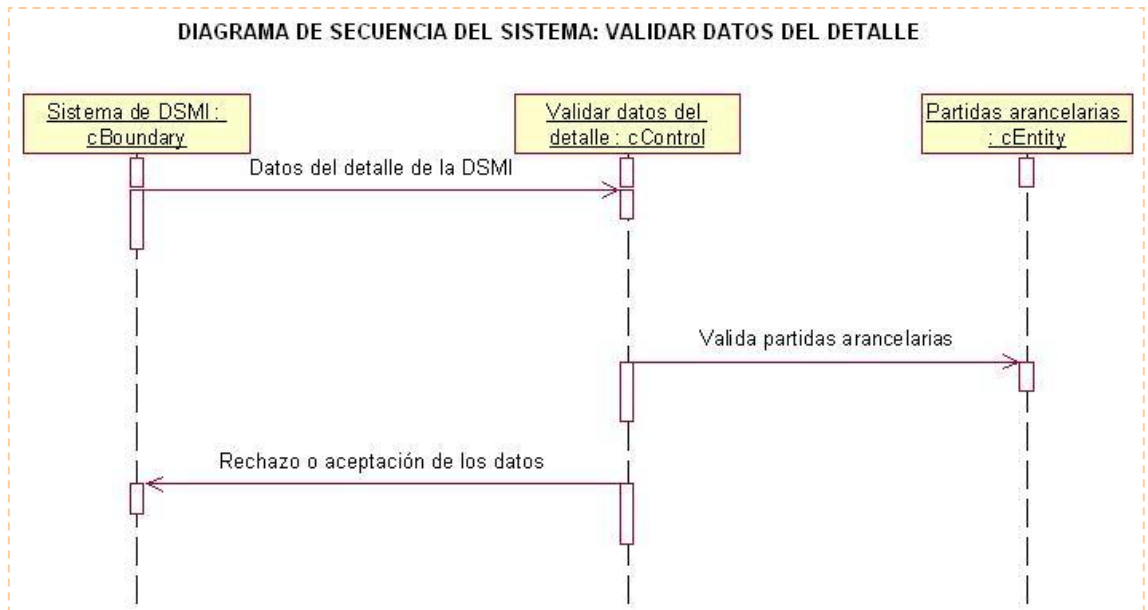 DIAGRAMA DE SECUENCIA DEL SISTEMA: VALIDAR DATOS DEL DETALLE
Sistema de DSMI :
cBoundary
Validar datos del
detalle : cControl
Partidas arancelarias
: cEntity
Datos del detalle de la DSMI
Valida partidas arancelarias
Rechazo o aceptación de los datos